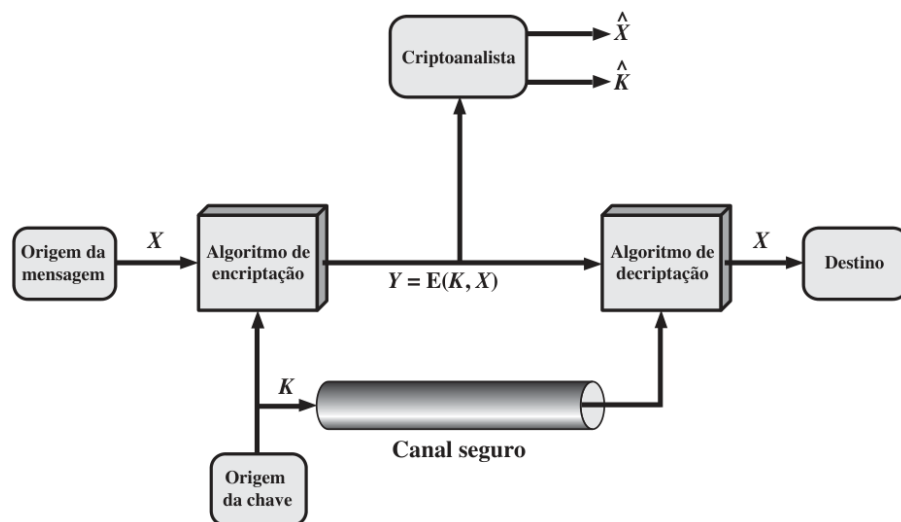 Criptoanalista
X̂
K̂
Origem da
mensagem
X
Algoritmo de
encriptação
Y = E(K, X)
Algoritmo de
decriptação
X
Destino
K
Canal seguro
Origem
da chave